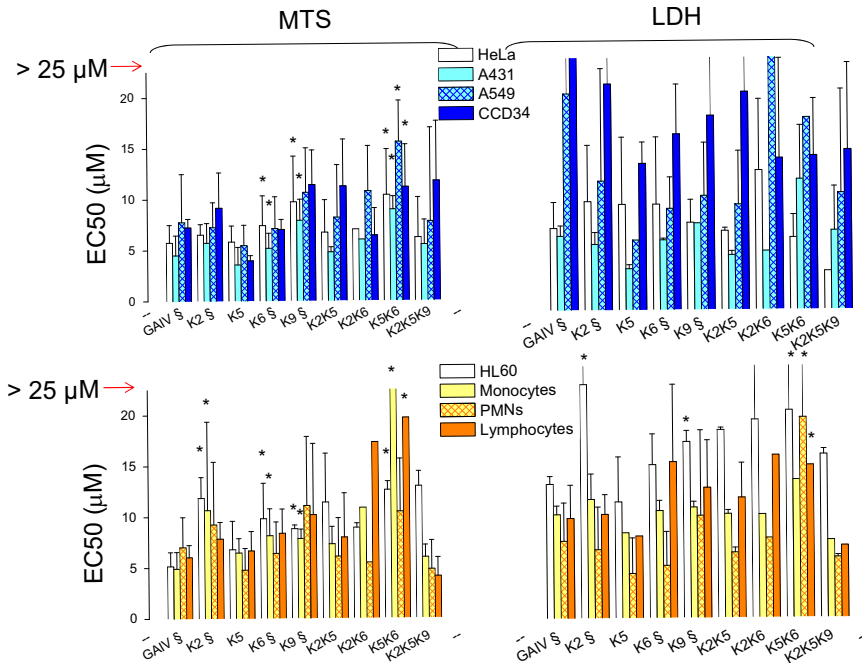 MTS
LDH
> 25 µM
HeLa
A431
A549
CCD34
EC50 (µM)
20
15
10
5
0
* * * * * * *
-- GAIV § K2 § K5 K6 § K9 § K2K5 K2K6 K5K6 K2K5K9 --
-- GAIV § K2 § K5 K6 § K9 § K2K5 K2K6 K5K6 K2K5K9
> 25 µM
HL60
Monocytes
PMNs
Lymphocytes
EC50 (µM)
20
15
10
5
0
* * * * * * * * *
* * * * *
-- GAIV § K2 § K5 K6 § K9 § K2K5 K2K6 K5K6 K2K5K9 --
-- GAIV § K2 § K5 K6 § K9 § K2K5 K2K6 K5K6 K2K5K9 --